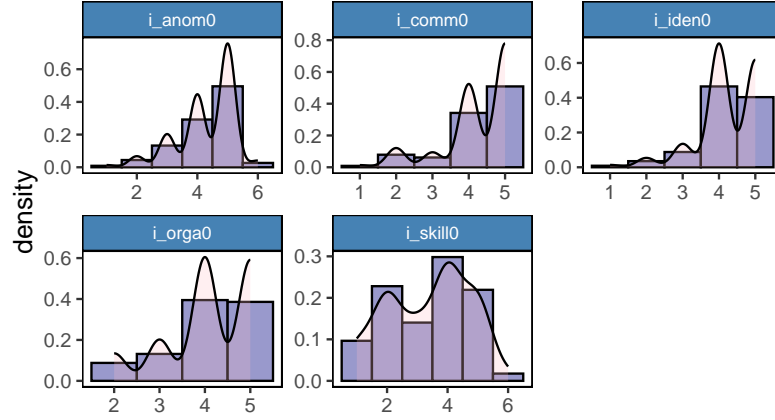 i_anom0 i_comm0 i_iden0
0.6 0.4 0.2 0.0
2 4 6
0.8 0.6 0.4 0.2 0.0
1 2 3 4 5
0.6 0.4 0.2 0.0
1 2 3 4 5
density
i_orga0 i_skill0
0.6 0.4 0.2 0.0
2 3 4 5
0.3 0.2 0.1 0.0
2 4 6